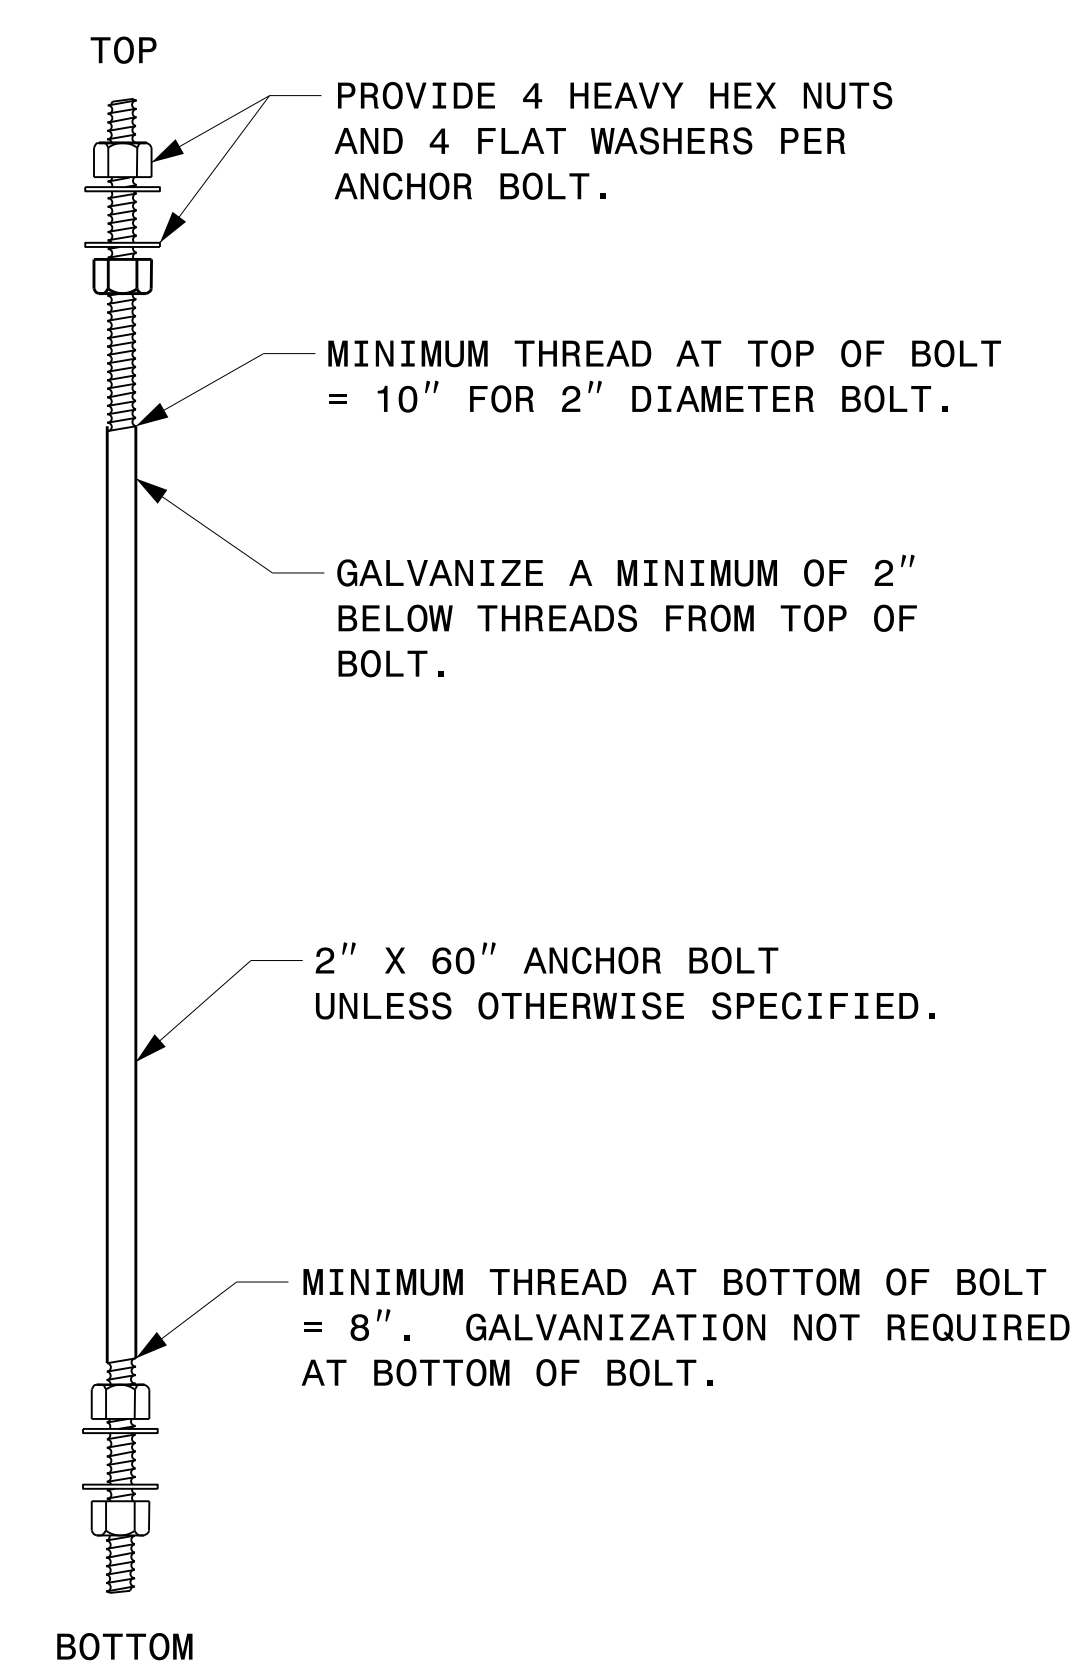 TOP
PROVIDE 4 HEAVY HEX NUTS
AND 4 FLAT WASHERS PER
ANCHOR BOLT.
MINIMUM THREAD AT TOP OF BOLT
= 10" FOR 2" DIAMETER BOLT.
GALVANIZE A MINIMUM OF 2"
BELOW THREADS FROM TOP OF
BOLT.
2" X 60" ANCHOR BOLT
UNLESS OTHERWISE SPECIFIED.
MINIMUM THREAD AT BOTTOM OF BOLT
= 8". GALVANIZATION NOT REQUIRED
AT BOTTOM OF BOLT.
BOTTOM